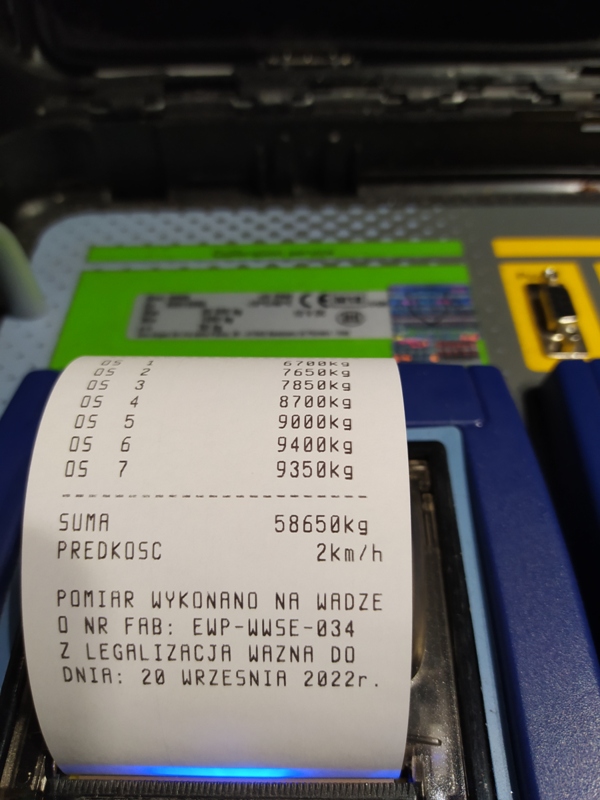 OS 1 6700kg
OS 2 7650kg
OS 3 7850kg
OS 4 8700kg
OS 5 9000kg
OS 6 9400kg
OS 7 9350kg
SUMA 58650kg
PREDKOSC 2km/h
POMIAR WYKONANO NA WADZE
O NR FAB: EWP-WWSE-034
Z LEGALIZACJA WAZNA DO
DNIA: 20 WRZESNIA 2022r.